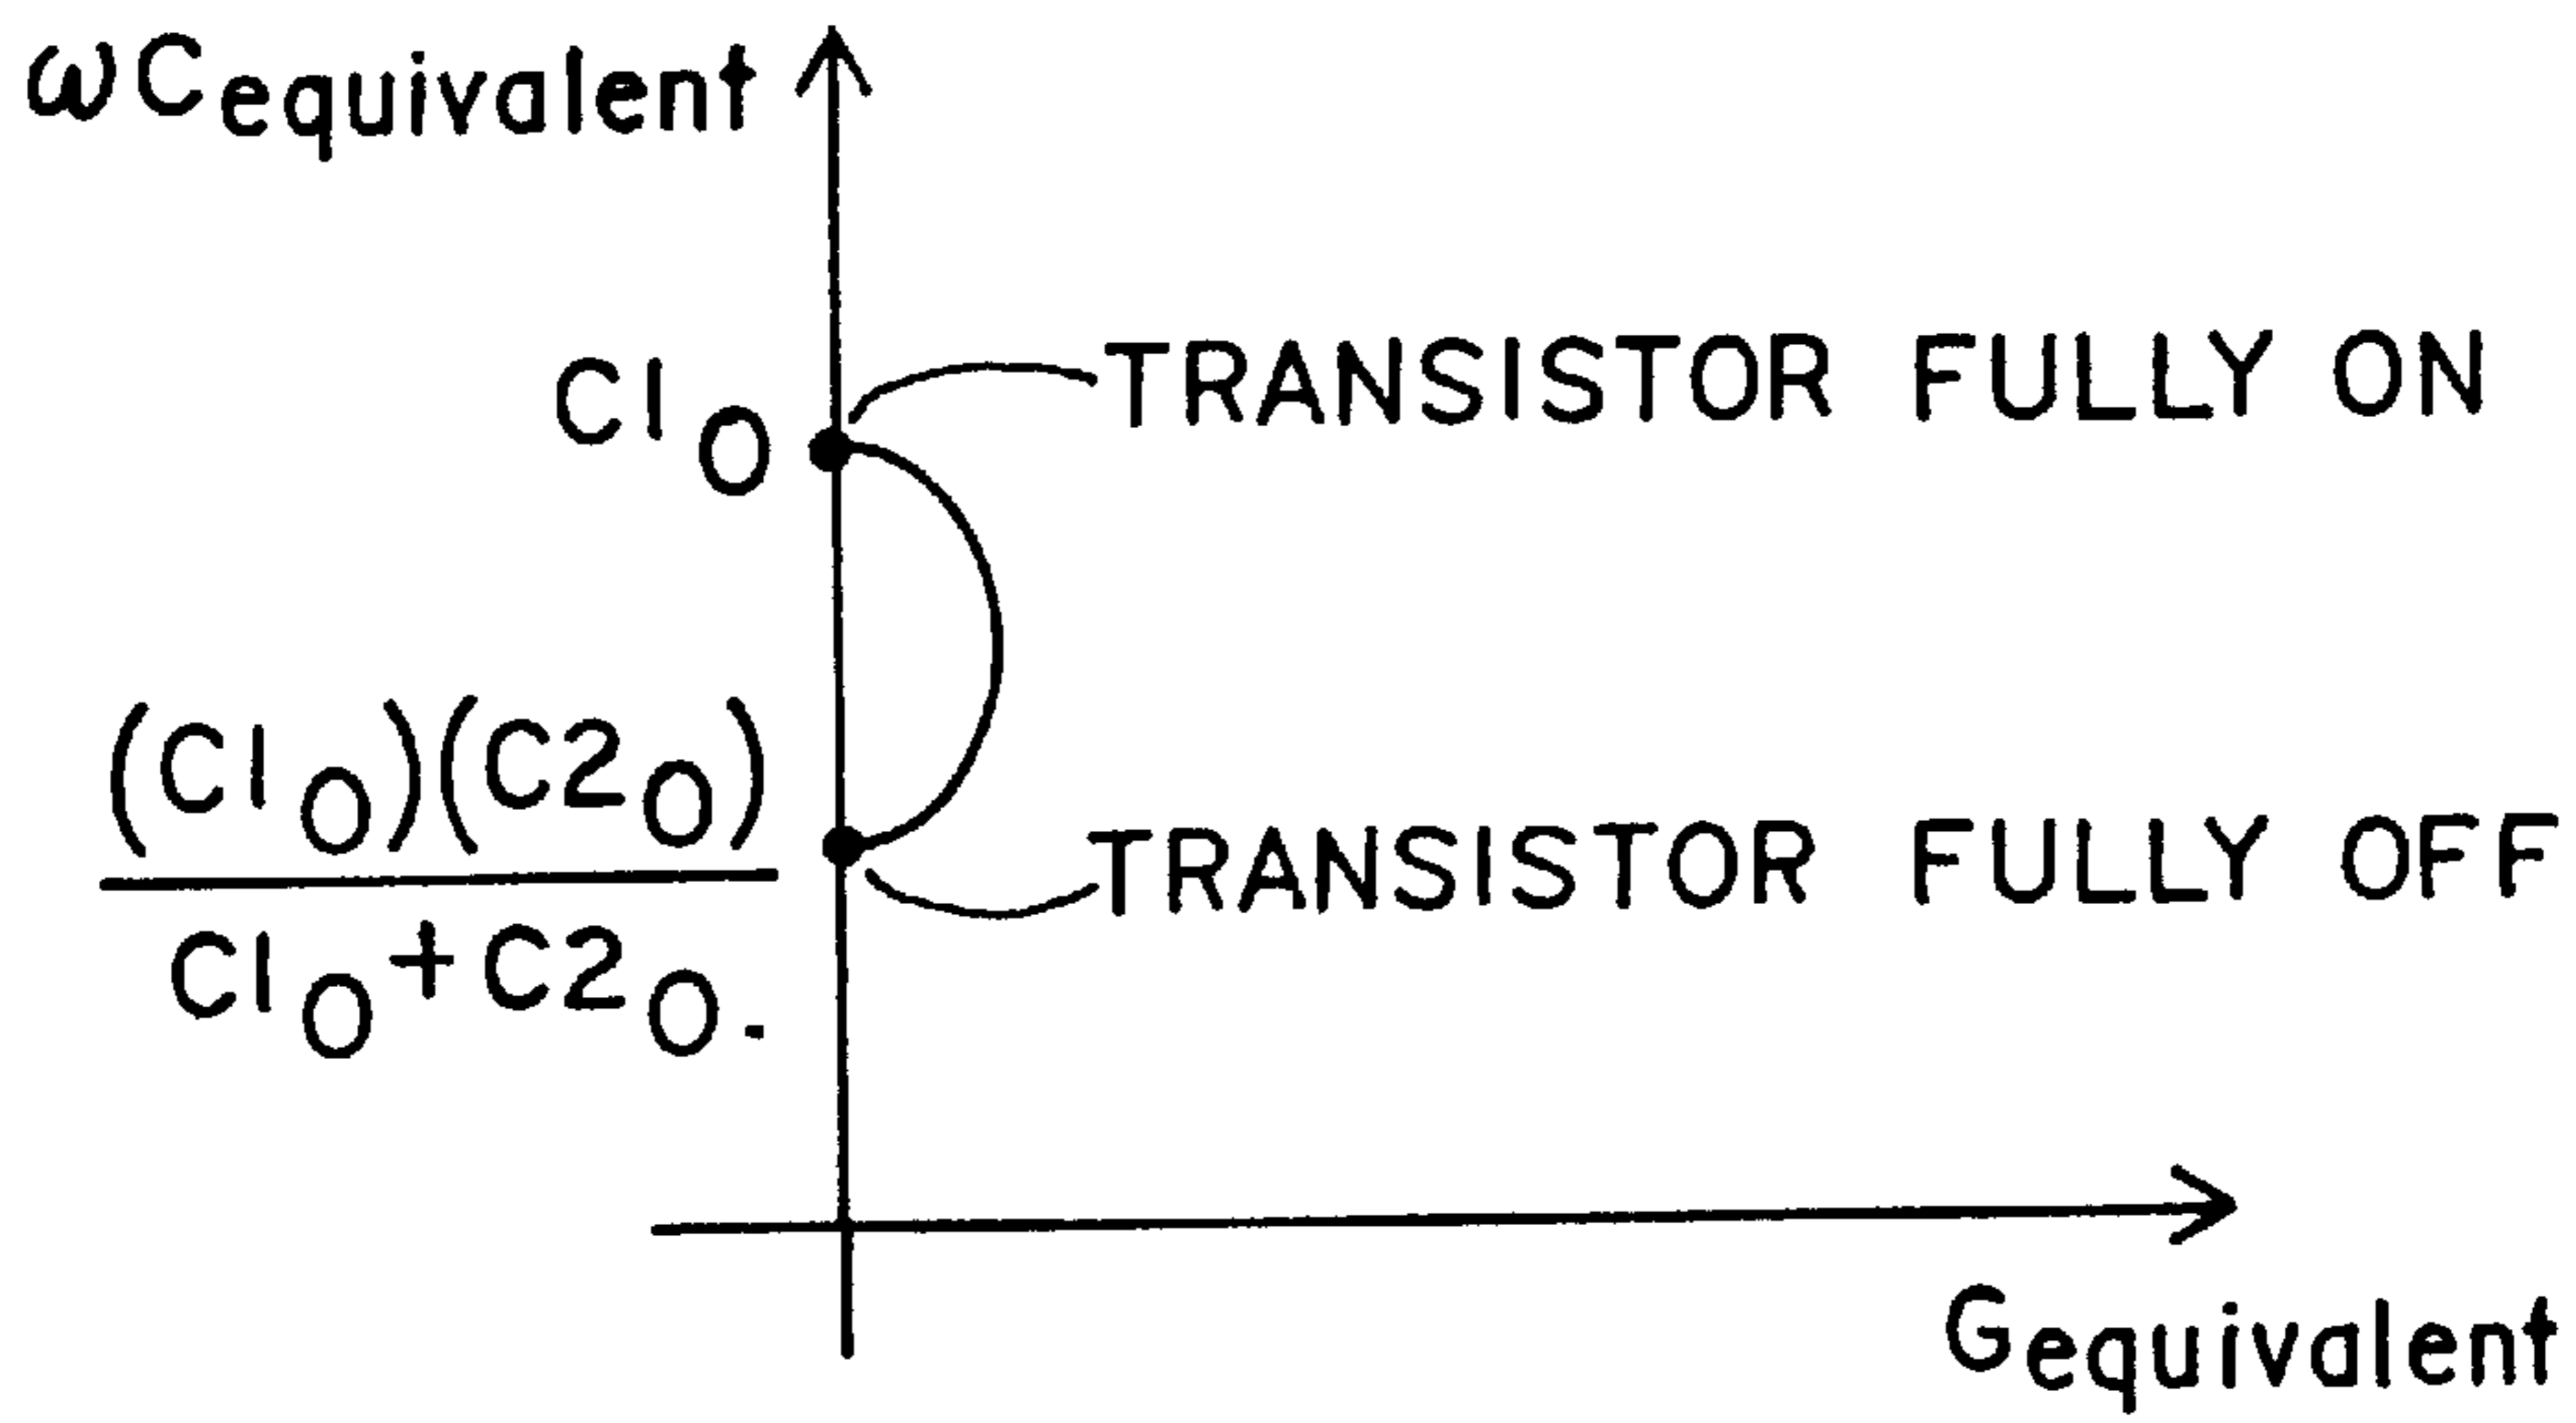 ωCequivalent
C1O
TRANSISTOR FULLY ON
(C1O)(C2O)
C1O+C2O.
TRANSISTOR FULLY OFF
Gequivalent